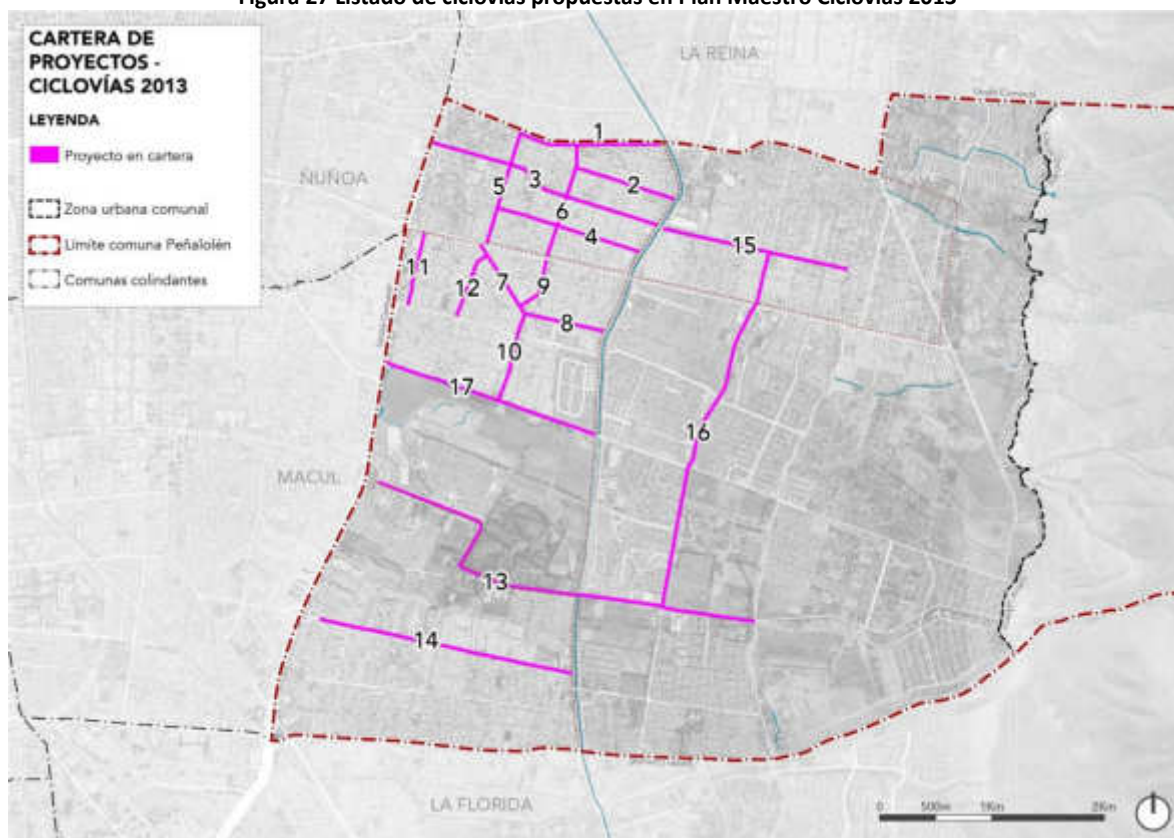 Figura 27 Listado de ciclovías propuestas en Plan Maestro Ciclovías 2013
CARTERA DE
PROYECTOS -
CICLOVÍAS 2013
LEYENDA
Proyecto en cartera
Zona urbana comunal
Límite comuna Peñalolén
Comunas colindantes
LA REINA
ÑUÑOA
MACUL
LA FLORIDA
1
2
3
5
6
4
15
11
12
7
9
8
10
17
16
13
14
0 500m 1Km 2Km